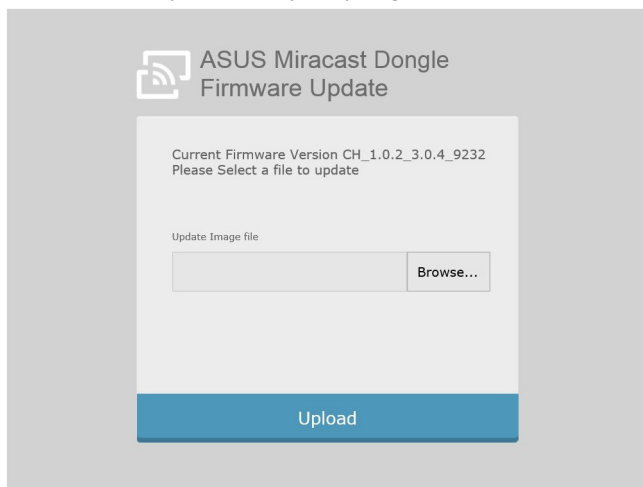 ASUS Miracast Dongle
Firmware Update
Current Firmware Version CH_1.0.2_3.0.4_9232
Please Select a file to update
Update Image file
Browse...
Upload